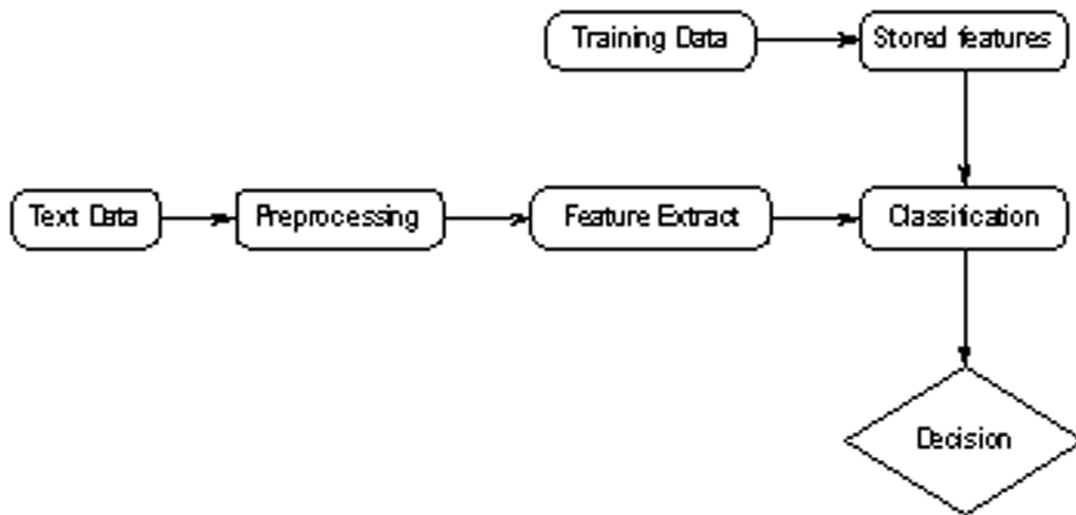 Training Data
Stored features
Text Data
Preprocessing
Feature Extract
Classification
Decision